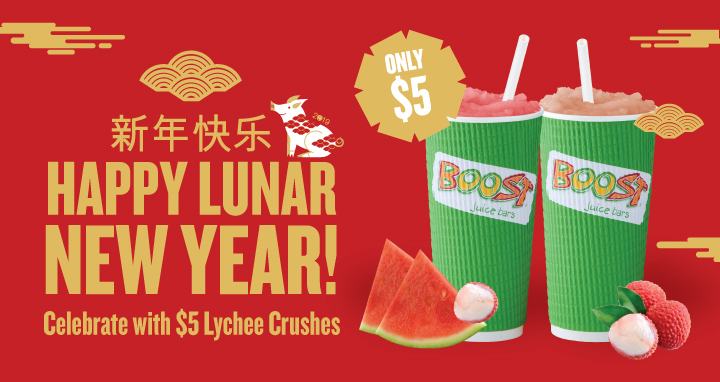 新年快乐
2019
HAPPY LUNAR
NEW YEAR!
Celebrate with $5 Lychee Crushes
ONLY
$5
BOOST
juice bars
BOOST
juice bars